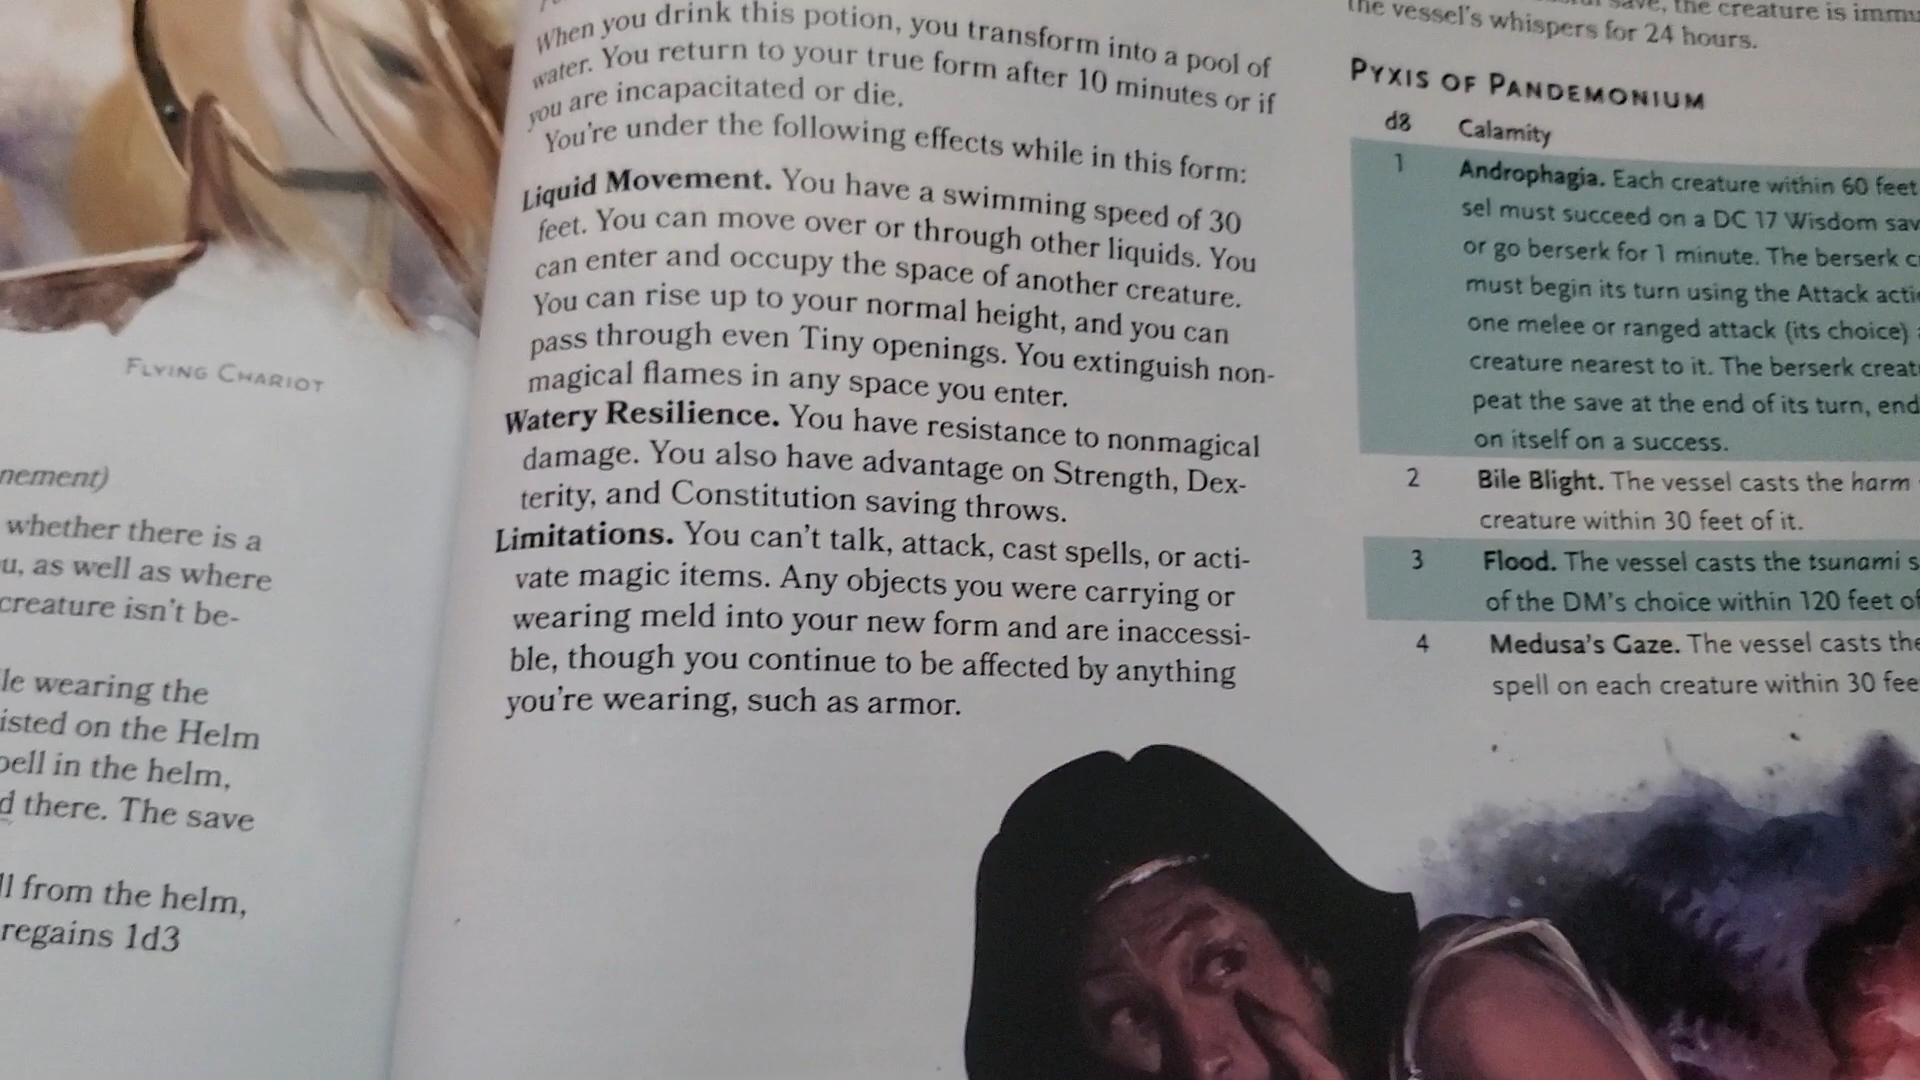 FLYING CHARIOT
nement)
whether there is a
u, as well as where
creature isn't be-
le wearing the
isted on the Helm
pell in the helm,
d there. The save
ll from the helm,
regains 1d3
When you drink this potion, you transform into a pool of
water. You return to your true form after 10 minutes or if
you are incapacitated or die.
You're under the following effects while in this form:
Liquid Movement. You have a swimming speed of 30
feet. You can move over or through other liquids. You
can enter and occupy the space of another creature.
You can rise up to your normal height, and you can
pass through even Tiny openings. You extinguish non-
magical flames in any space you enter.
Watery Resilience. You have resistance to nonmagical
damage. You also have advantage on Strength, Dex-
terity, and Constitution saving throws.
Limitations. You can't talk, attack, cast spells, or acti-
vate magic items. Any objects you were carrying or
wearing meld into your new form and are inaccessi-
ble, though you continue to be affected by anything
you're wearing, such as armor.
save, the creature is immu
the vessel's whispers for 24 hours.
PYXIS OF PANDEMONIUM
d8 Calamity
1 Androphagia. Each creature within 60 feet
sel must succeed on a DC 17 Wisdom sav
or go berserk for 1 minute. The berserk c
must begin its turn using the Attack acti
one melee or ranged attack (its choice)
creature nearest to it. The berserk creat
peat the save at the end of its turn, end
on itself on a success.
2 Bile Blight. The vessel casts the harm
creature within 30 feet of it.
3 Flood. The vessel casts the tsunami s
of the DM's choice within 120 feet of
4 Medusa's Gaze. The vessel casts the
spell on each creature within 30 fee